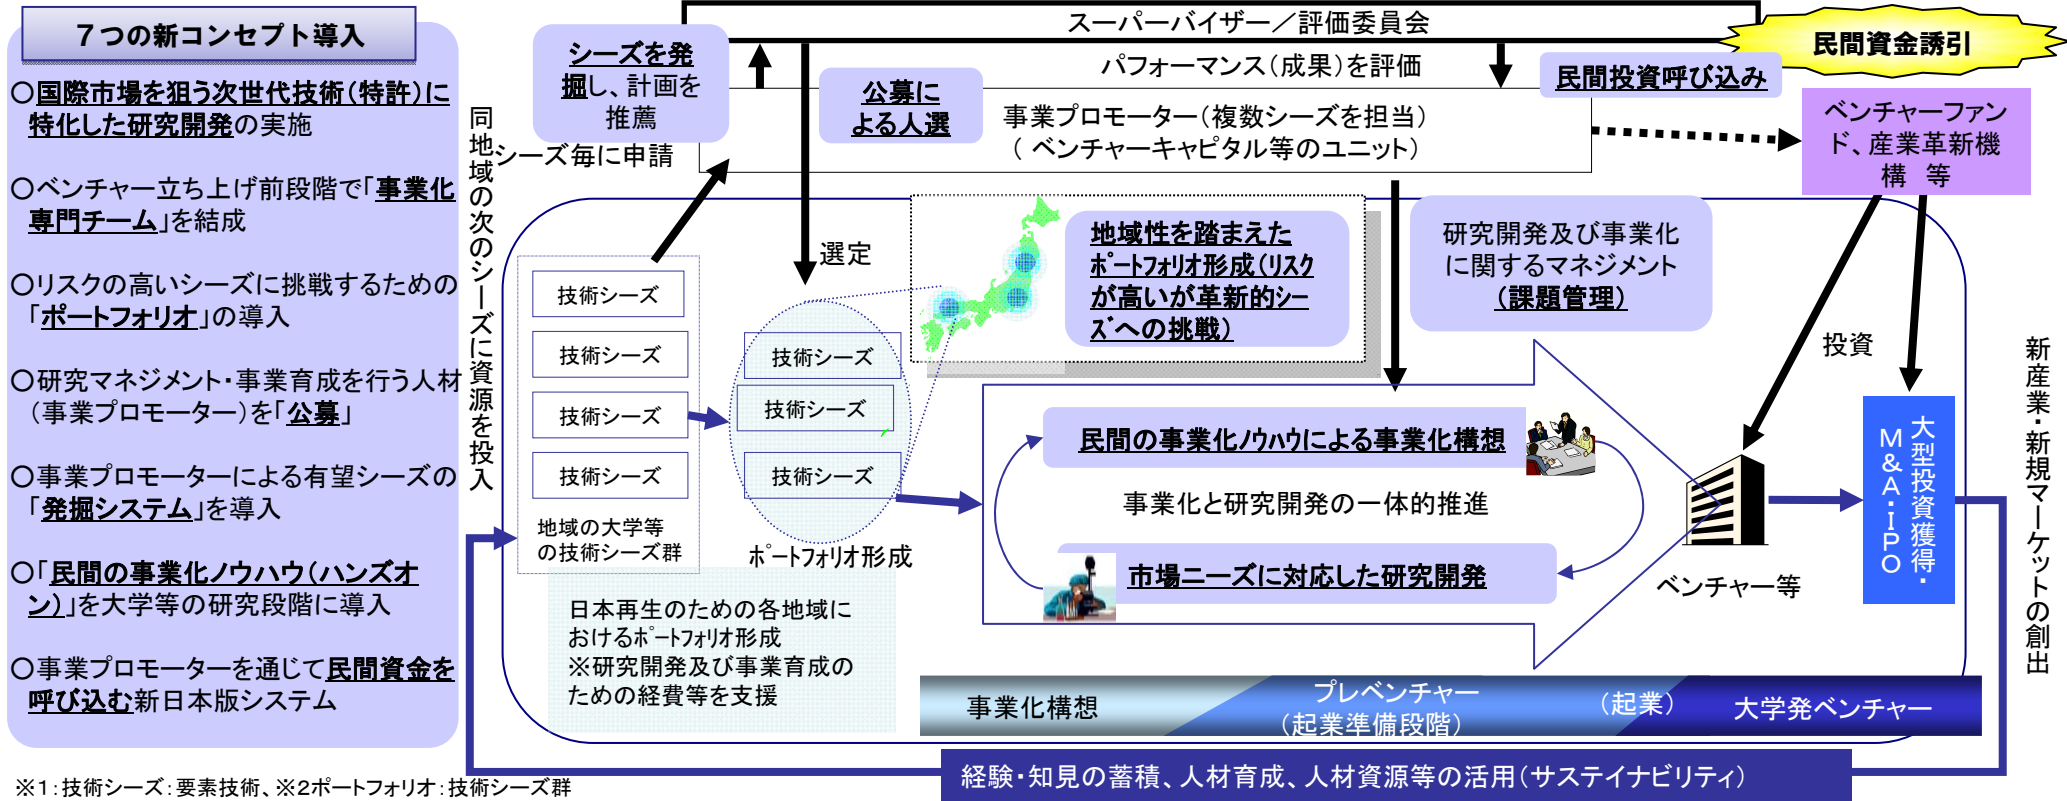 ７つの新コンセプト導入
○国際市場を狙う次世代技術(特許)に
特化した研究開発の実施
○ベンチャー立ち上げ前段階で「事業化
専門チーム」を結成
○リスクの高いシーズに挑戦するための
「ポートフォリオ」の導入
○研究マネジメント・事業育成を行う人材
(事業プロモーター)を「公募」
○事業プロモーターによる有望シーズの
「発掘システム」を導入
○「民間の事業化ノウハウ(ハンズオ
ン)」を大学等の研究段階に導入
○事業プロモーターを通じて民間資金を
呼び込む新日本版システム
同地域の次のシーズに資源を投入
スーパーバイザー／評価委員会
民間資金誘引
シーズを発
掘し、計画を
推薦
パフォーマンス(成果)を評価
民間投資呼び込み
公募に
よる人選
事業プロモーター(複数シーズを担当)
( ベンチャーキャピタル等のユニット)
ベンチャーファン
ド、産業革新機
構　等
シーズ毎に申請
選定
地域性を踏まえた
ﾎﾟｰﾄﾌｫﾘｵ形成(ﾘｽｸ
が高いが革新的ｼｰ
ｽﾞへの挑戦)
研究開発及び事業化
に関するマネジメント
(課題管理)
投資
技術シーズ
技術シーズ
技術シーズ
技術シーズ
地域の大学等
の技術シーズ群
技術シーズ
技術シーズ
技術シーズ
ﾎﾟｰﾄﾌｫﾘｵ形成
民間の事業化ﾉｳﾊｳによる事業化構想
事業化と研究開発の一体的推進
市場ニーズに対応した研究開発
ベンチャー等
大型投資獲得・
Ｍ＆Ａ・ＩＰＯ
新産業・新規マーケットの創出
日本再生のための各地域に
おけるﾎﾟｰﾄﾌｫﾘｵ形成
※研究開発及び事業育成の
ための経費等を支援
事業化構想
プレベンチャー
(起業準備段階)
(起業)
大学発ベンチャー
経験・知見の蓄積、人材育成、人材資源等の活用(サステイナビリティ)
※１：技術シーズ：要素技術、※２ポートフォリオ：技術シーズ群